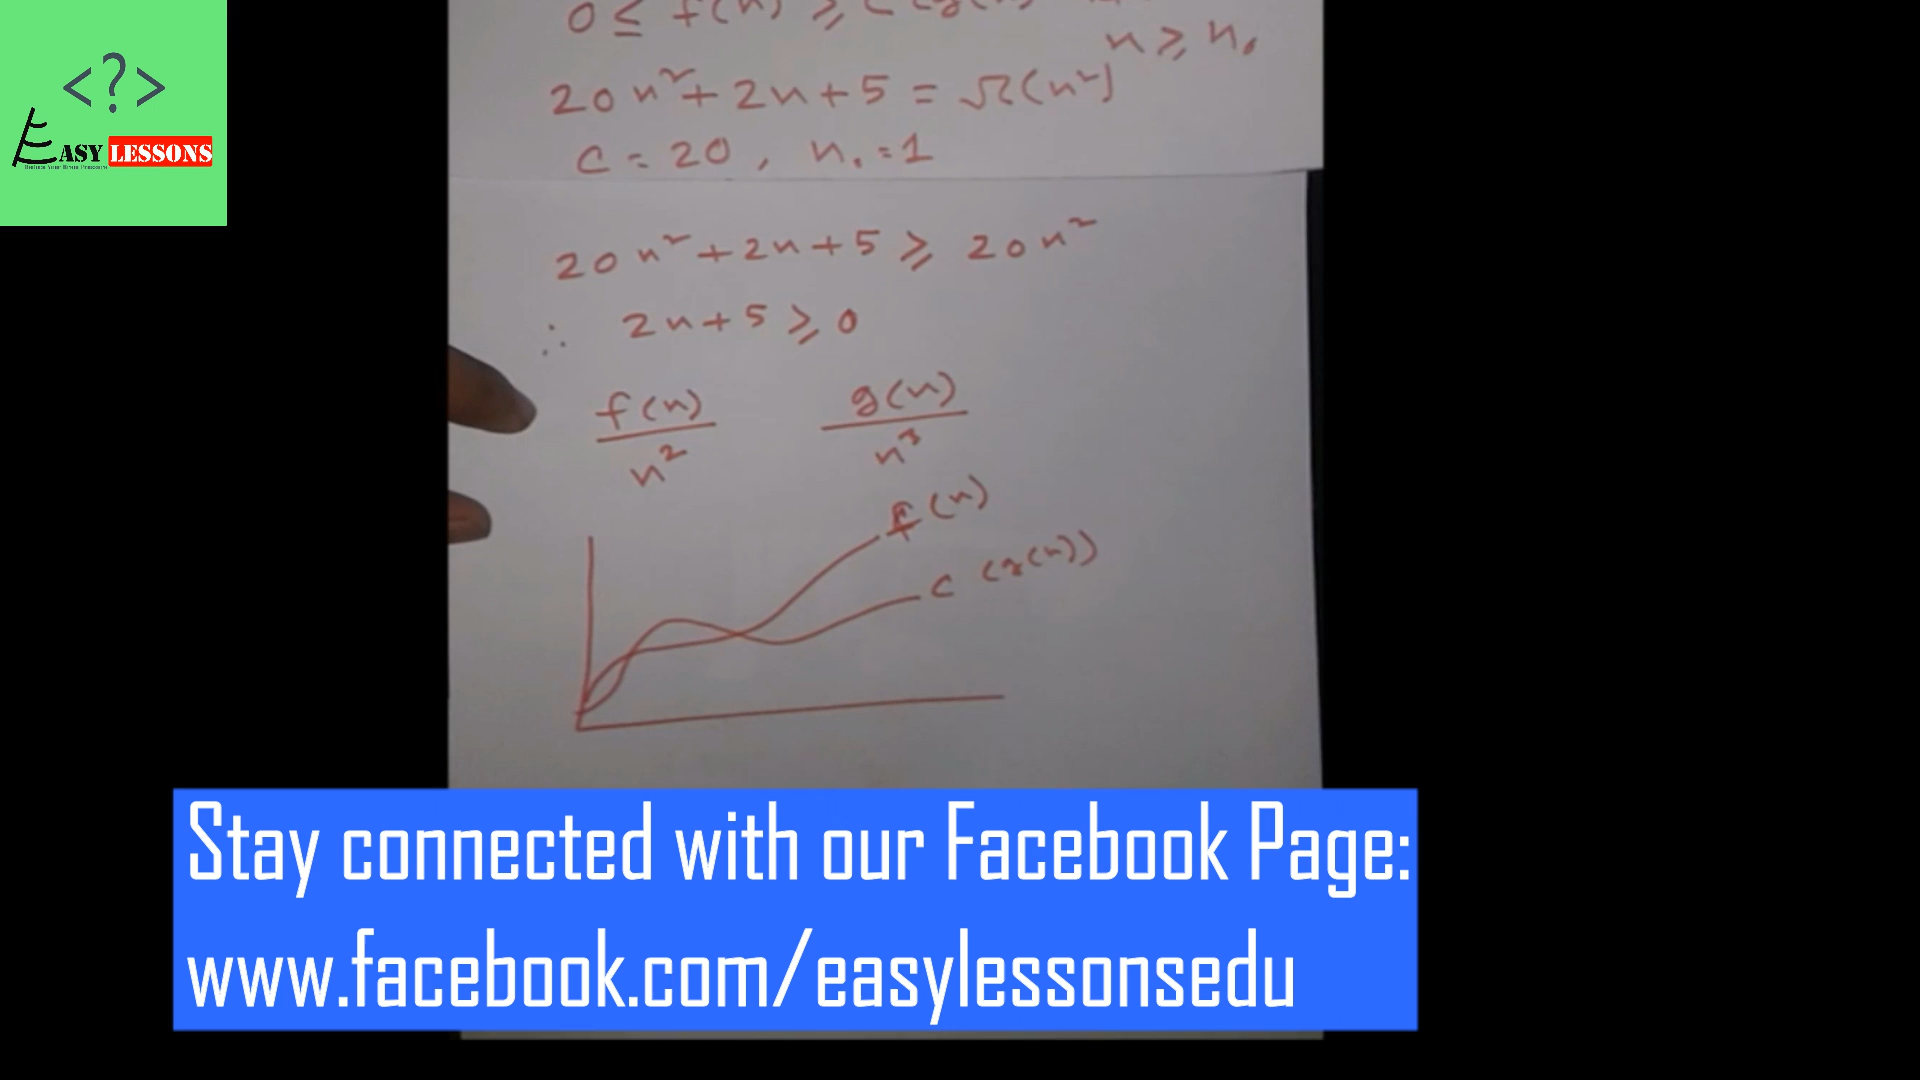 <?>
EASY LESSONS
0 ≤ f(n) ≥ c
n ≥ n₀
20n²+2n+5 = Ω(n²)
c = 20, n₀ = 1
20n²+2n+5 ≥ 20n²
∴ 2n+5 ≥ 0
f(n) g(n)
n² n³
f(n)
c (g(n))
Stay connected with our Facebook Page:
www.facebook.com/easylessonsedu